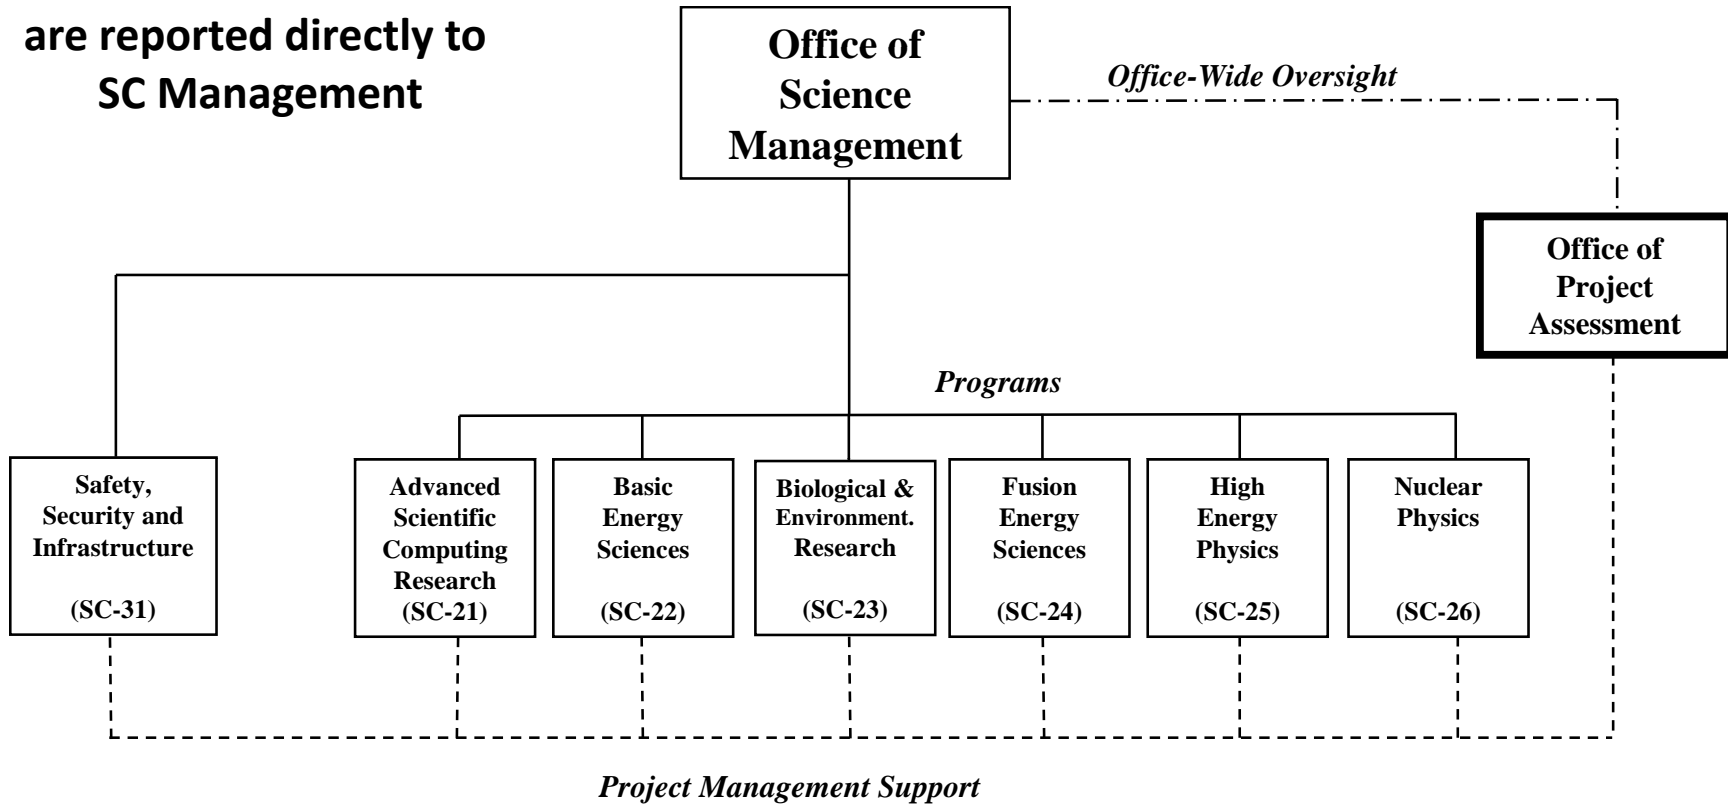 are reported directly to
SC Management
Office of
Science
Management
Office-Wide Oversight
Office of
Project
Assessment
Programs
Safety,
Security and
Infrastructure
(SC-31)
Advanced
Scientific
Computing
Research
(SC-21)
Basic
Energy
Sciences
(SC-22)
Biological &
Environment.
Research
(SC-23)
Fusion
Energy
Sciences
(SC-24)
High
Energy
Physics
(SC-25)
Nuclear
Physics
(SC-26)
Project Management Support